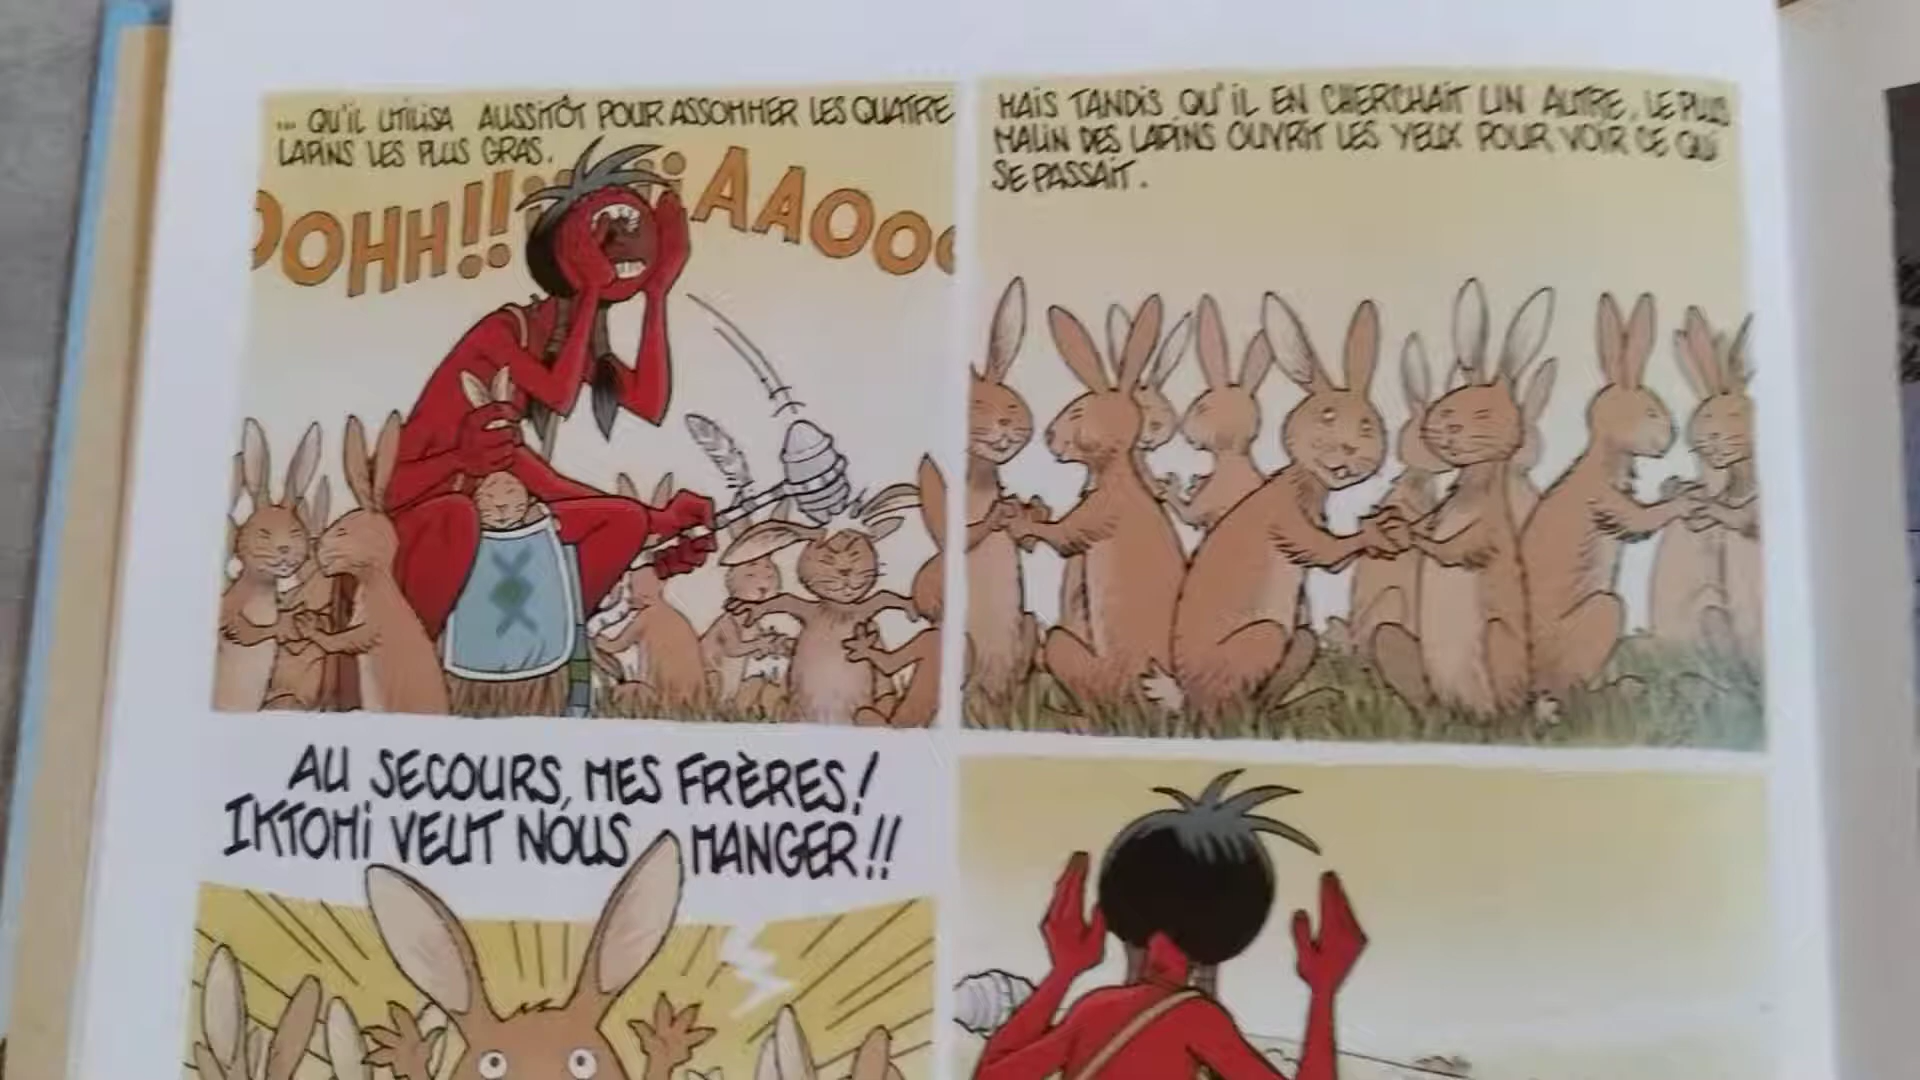 ... QU'IL UTILISA AUSSITÔT POUR ASSOMMER LES QUATRE
LAPINS LES PLUS GRAS.
OOHH!! AAOOO
MAIS TANDIS QU'IL EN CHERCHAIT UN AUTRE, LE PLUS
MALIN DES LAPINS OUVRIT LES YEUX POUR VOIR CE QUI
SE PASSAIT.
AU SECOURS, MES FRÈRES!
IKTOMI VEUT NOUS MANGER!!